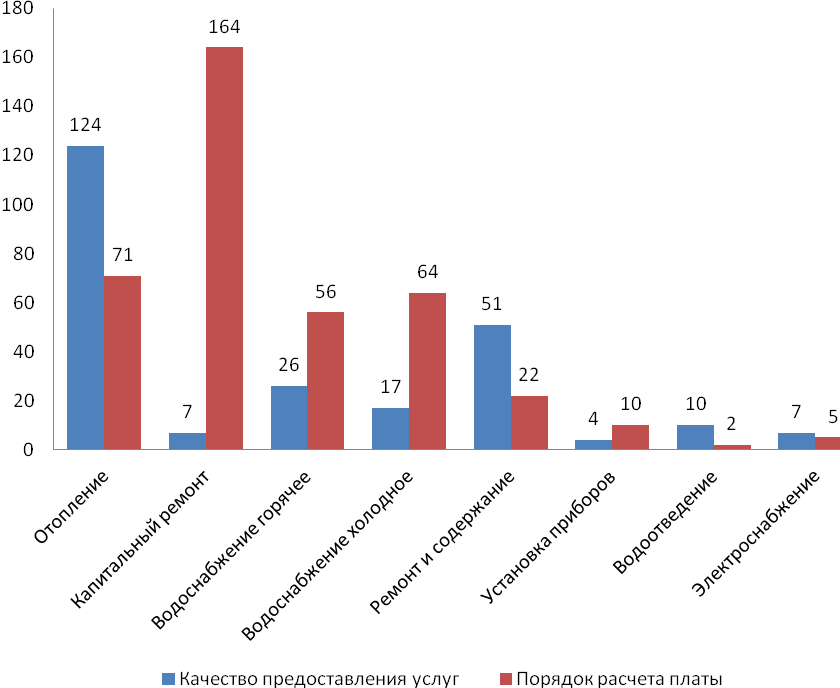 180
160
140
120
100
80
60
40
20
0
124
71
7
164
26
56
17
64
51
22
4
10
10
2
7
5
Отопление
Капитальный ремонт
Водоснабжение горячее
Водоснабжение холодное
Ремонт и содержание
Установка приборов
Водоотведение
Электроснабжение
Качество предоставления услуг
Порядок расчета платы